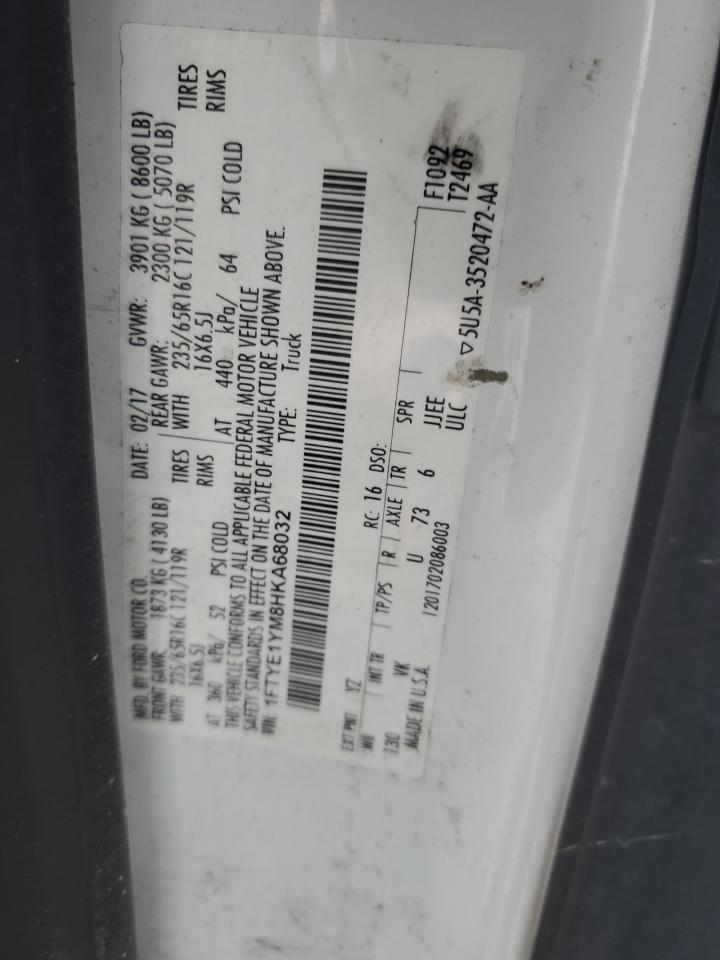 MFD. BY FORD MOTOR CO. DATE: 02/17 GVWR: 3901 KG ( 8600 LB)
FRONT GAWR: 1873 KG ( 4130 LB) REAR GAWR: 2300 KG ( 5070 LB)
WITH 235/65R16C 121/119R TIRES WITH 235/65R16C 121/119R TIRES
16X6.5J RIMS 16X6.5J RIMS
AT 360 kPa/ 52 PSI COLD AT 440 kPa/ 64 PSI COLD
THIS VEHICLE CONFORMS TO ALL APPLICABLE FEDERAL MOTOR VEHICLE
SAFETY STANDARDS IN EFFECT ON THE DATE OF MANUFACTURE SHOWN ABOVE.
VIN: 1FTYE1YM8HKA68032 TYPE: Truck
EXT PNT: YZ RC: 16 DSO: F1092
WB INT TR TP/PS R AXLE TR SPR T2469
130 VK U 73 6 JJEE
MADE IN U.S.A. 1201702086003 ULC ▽5U5A-3520472-AA